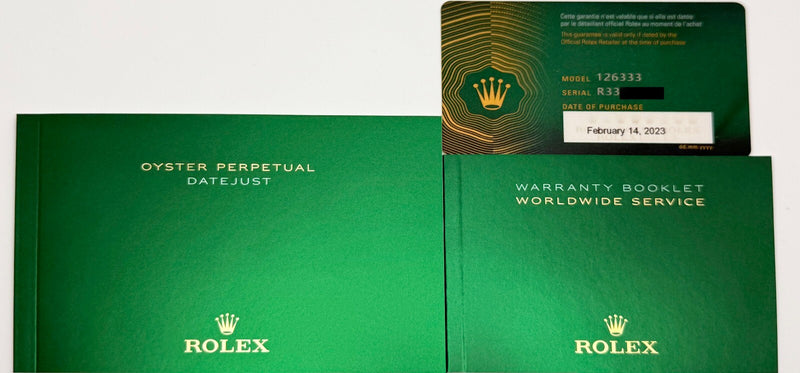 OYSTER PERPETUAL
DATEJUST
ROLEX
Cette garantie n'est valable que si elle est datée
par le détaillant officiel Rolex au moment de l'achat
This guarantee is valid only if dated by the
Official Rolex Retailer at the time of purchase
MODEL 126333
SERIAL R33
DATE OF PURCHASE
February 14, 2023
WARRANTY BOOKLET
WORLDWIDE SERVICE
ROLEX